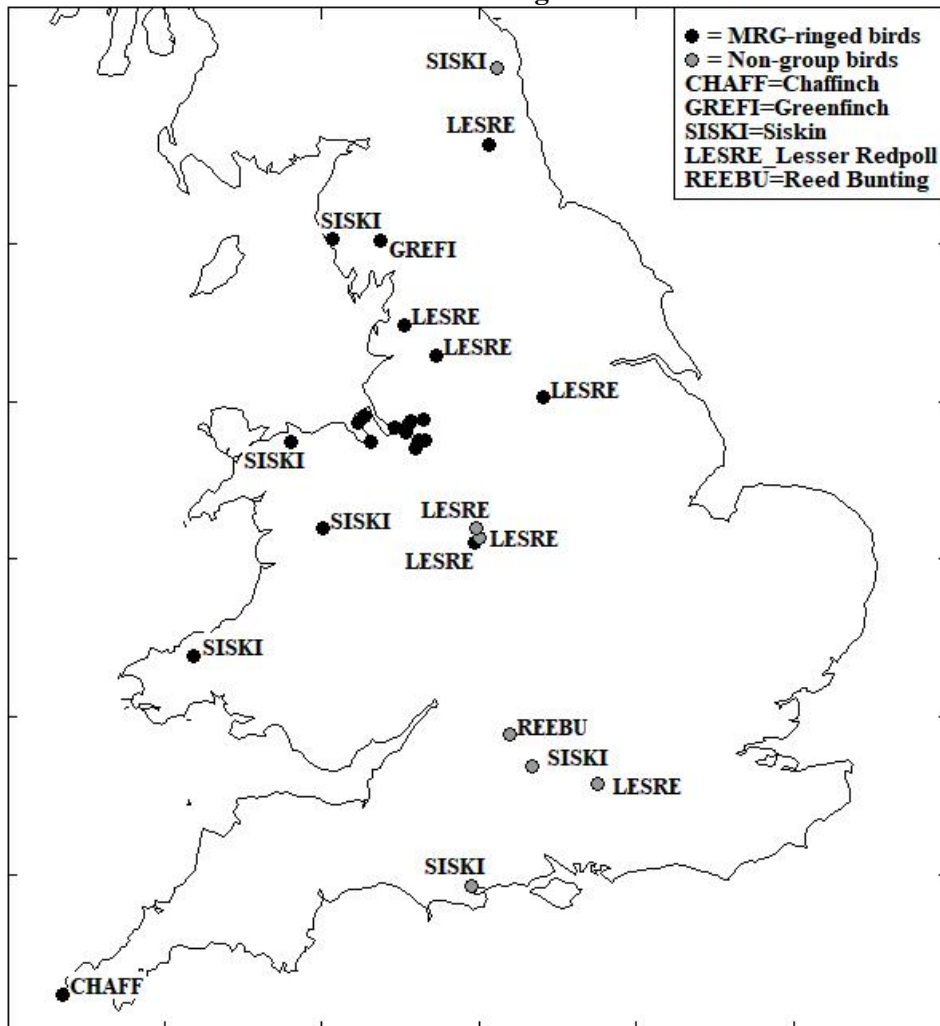 ● = MRG-ringed birds
● = Non-group birds
CHAFF=Chaffinch
GREFI=Greenfinch
SISKI=Siskin
LESRE_Lesser Redpoll
REEBU=Reed Bunting
SISKI
LESRE
SISKI
GREFI
LESRE
LESRE
LESRE
SISKI
SISKI
LESRE
LESRE
LESRE
SISKI
REEBU
SISKI
LESRE
SISKI
CHAFF